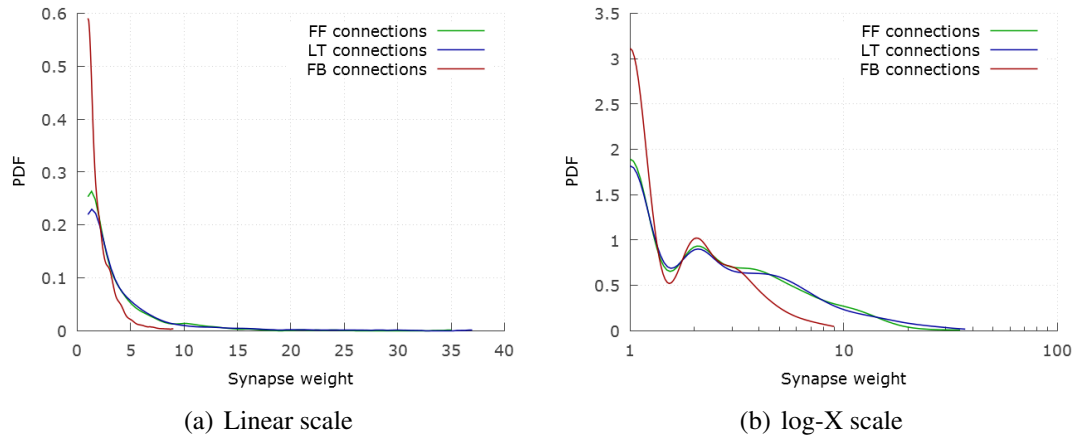 0.6
0.5
0.4
0.3
0.2
0.1
0
PDF
FF connections
LT connections
FB connections
0 5 10 15 20 25 30 35 40
Synapse weight
(a) Linear scale
3.5
3
2.5
2
1.5
1
0.5
0
PDF
FF connections
LT connections
FB connections
1 10 100
Synapse weight
(b) log-X scale